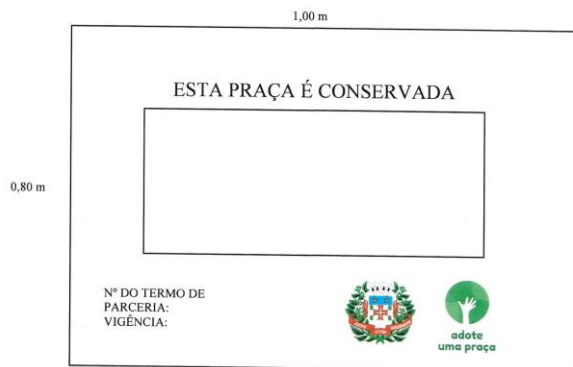 1,00 m
ESTA PRAÇA É CONSERVADA
0,80 m
Nº DO TERMO DE
PARCERIA:
VIGÊNCIA:
adote
uma praça